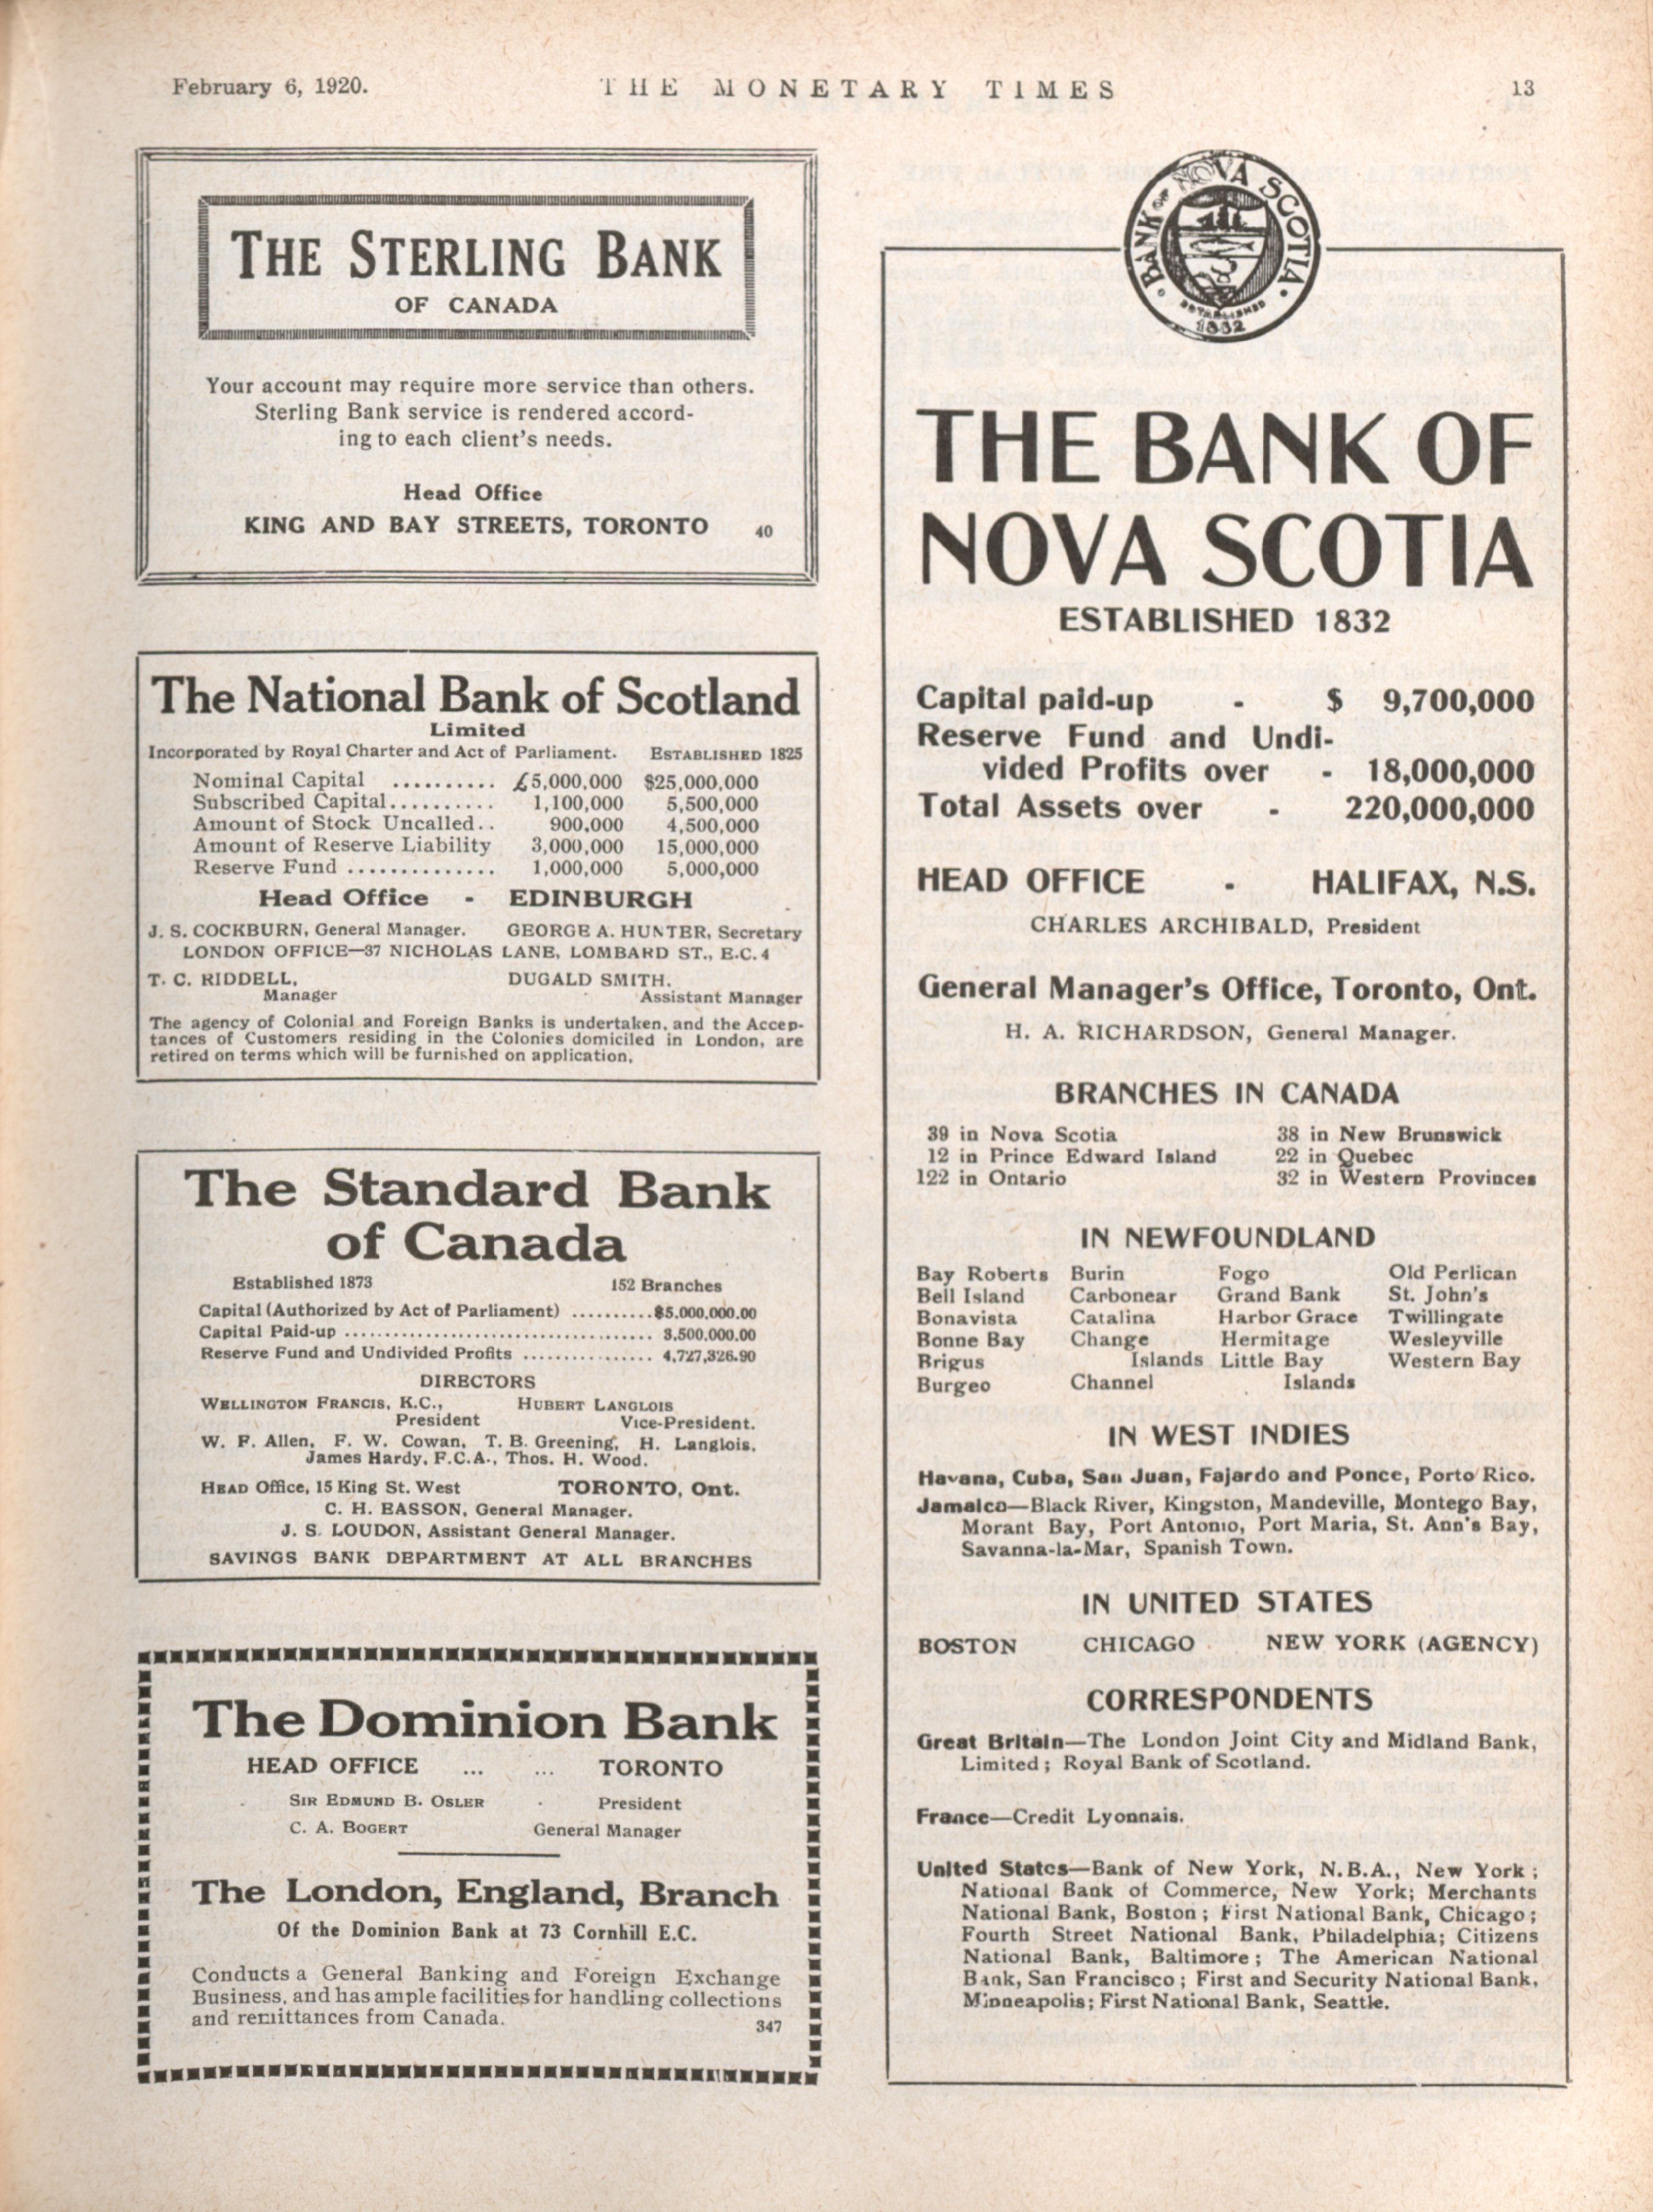 February 6, 1920. THE MONETARY TIMES 13
THE STERLING BANK
OF CANADA
Your account may require more service than others.
Sterling Bank service is rendered accord-
ing to each client's needs.
Head Office
KING AND BAY STREETS, TORONTO 40
The National Bank of Scotland
Limited
Incorporated by Royal Charter and Act of Parliament. ESTABLISHED 1825
Nominal Capital .......... £5,000,000 $25,000,000
Subscribed Capital.......... 1,100,000 5,500,000
Amount of Stock Uncalled.. 900,000 4,500,000
Amount of Reserve Liability 3,000,000 15,000,000
Reserve Fund .............. 1,000,000 5,000,000
Head Office - EDINBURGH
J. S. COCKBURN, General Manager. GEORGE A. HUNTER, Secretary
LONDON OFFICE—37 NICHOLAS LANE, LOMBARD ST., E.C.4
T. C. RIDDELL, DUGALD SMITH,
Manager Assistant Manager
The agency of Colonial and Foreign Banks is undertaken, and the Accep-
tances of Customers residing in the Colonies domiciled in London, are
retired on terms which will be furnished on application.
The Standard Bank
of Canada
Established 1873 152 Branches
Capital (Authorized by Act of Parliament) ..........$5,000,000.00
Capital Paid-up ...................................... 3,500,000.00
Reserve Fund and Undivided Profits ................ 4,727,326.90
DIRECTORS
WELLINGTON FRANCIS, K.C., HUBERT LANGLOIS
President Vice-President.
W. F. Allen, F. W. Cowan, T. B. Greening, H. Langlois,
James Hardy, F.C.A., Thos. H. Wood.
HEAD Office, 15 King St. West TORONTO, Ont.
C. H. EASSON, General Manager.
J. S. LOUDON, Assistant General Manager.
SAVINGS BANK DEPARTMENT AT ALL BRANCHES
The Dominion Bank
HEAD OFFICE ... ... TORONTO
SIR EDMUND B. OSLER - President
C. A. BOGERT General Manager
The London, England, Branch
Of the Dominion Bank at 73 Cornhill E.C.
Conducts a General Banking and Foreign Exchange
Business, and has ample facilities for handling collections
and remittances from Canada.
347
BANK OF NOVA SCOTIA
ESTABLISHED
1832
THE BANK OF
NOVA SCOTIA
ESTABLISHED 1832
Capital paid-up - $ 9,700,000
Reserve Fund and Undi-
vided Profits over - 18,000,000
Total Assets over - 220,000,000
HEAD OFFICE - HALIFAX, N.S.
CHARLES ARCHIBALD, President
General Manager's Office, Toronto, Ont.
H. A. RICHARDSON, General Manager.
BRANCHES IN CANADA
39 in Nova Scotia 38 in New Brunswick
12 in Prince Edward Island 22 in Quebec
122 in Ontario 32 in Western Provinces
IN NEWFOUNDLAND
Bay Roberts Burin Fogo Old Perlican
Bell Island Carbonear Grand Bank St. John's
Bonavista Catalina Harbor Grace Twillingate
Bonne Bay Change Hermitage Wesleyville
Brigus Islands Little Bay Western Bay
Burgeo Channel Islands
IN WEST INDIES
Havana, Cuba, San Juan, Fajardo and Ponce, Porto Rico.
Jamaica—Black River, Kingston, Mandeville, Montego Bay,
Morant Bay, Port Antonio, Port Maria, St. Ann's Bay,
Savanna-la-Mar, Spanish Town.
IN UNITED STATES
BOSTON CHICAGO NEW YORK (AGENCY)
CORRESPONDENTS
Great Britain—The London Joint City and Midland Bank,
Limited; Royal Bank of Scotland.
France—Credit Lyonnais.
United States—Bank of New York, N.B.A., New York;
National Bank of Commerce, New York; Merchants
National Bank, Boston; First National Bank, Chicago;
Fourth Street National Bank, Philadelphia; Citizens
National Bank, Baltimore; The American National
Bank, San Francisco; First and Security National Bank,
Minneapolis; First National Bank, Seattle.